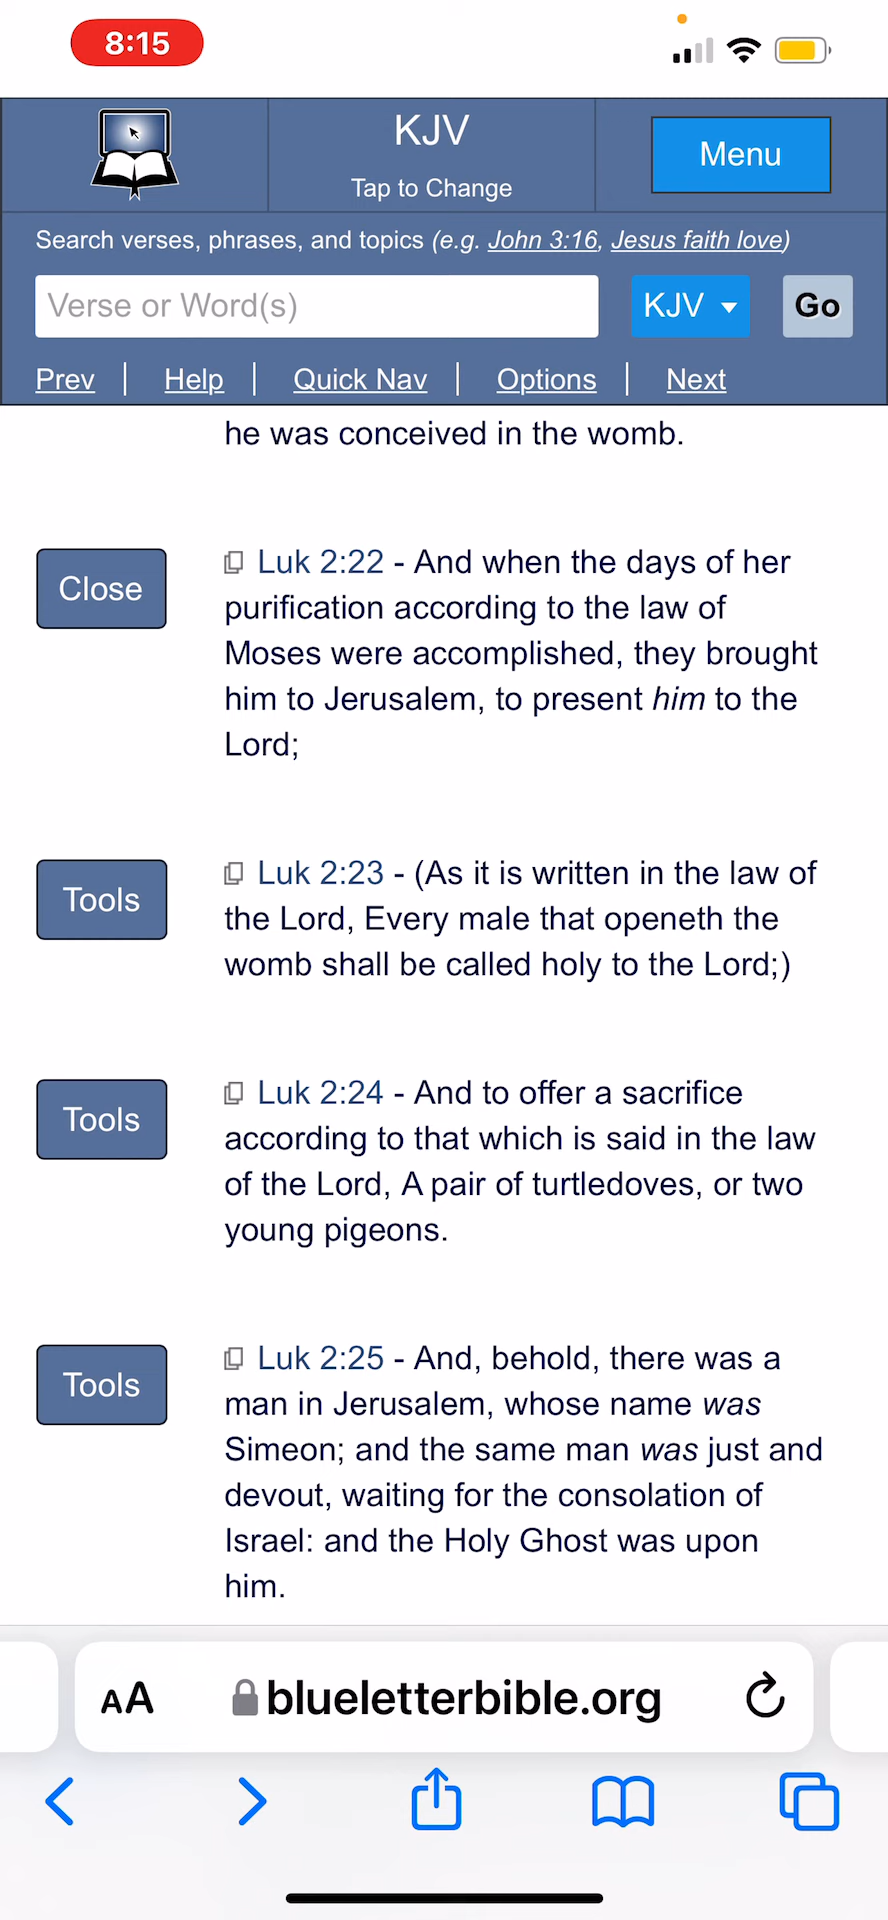 8:15
KJV
Tap to Change
Menu
Search verses, phrases, and topics (e.g. John 3:16, Jesus faith love)
Verse or Word(s)
KJV
Go
Prev | Help | Quick Nav | Options | Next
he was conceived in the womb.
Close
Luk 2:22 - And when the days of her
purification according to the law of
Moses were accomplished, they brought
him to Jerusalem, to present him to the
Lord;
Tools
Luk 2:23 - (As it is written in the law of
the Lord, Every male that openeth the
womb shall be called holy to the Lord;)
Tools
Luk 2:24 - And to offer a sacrifice
according to that which is said in the law
of the Lord, A pair of turtledoves, or two
young pigeons.
Tools
Luk 2:25 - And, behold, there was a
man in Jerusalem, whose name was
Simeon; and the same man was just and
devout, waiting for the consolation of
Israel: and the Holy Ghost was upon
him.
AA
blueletterbible.org